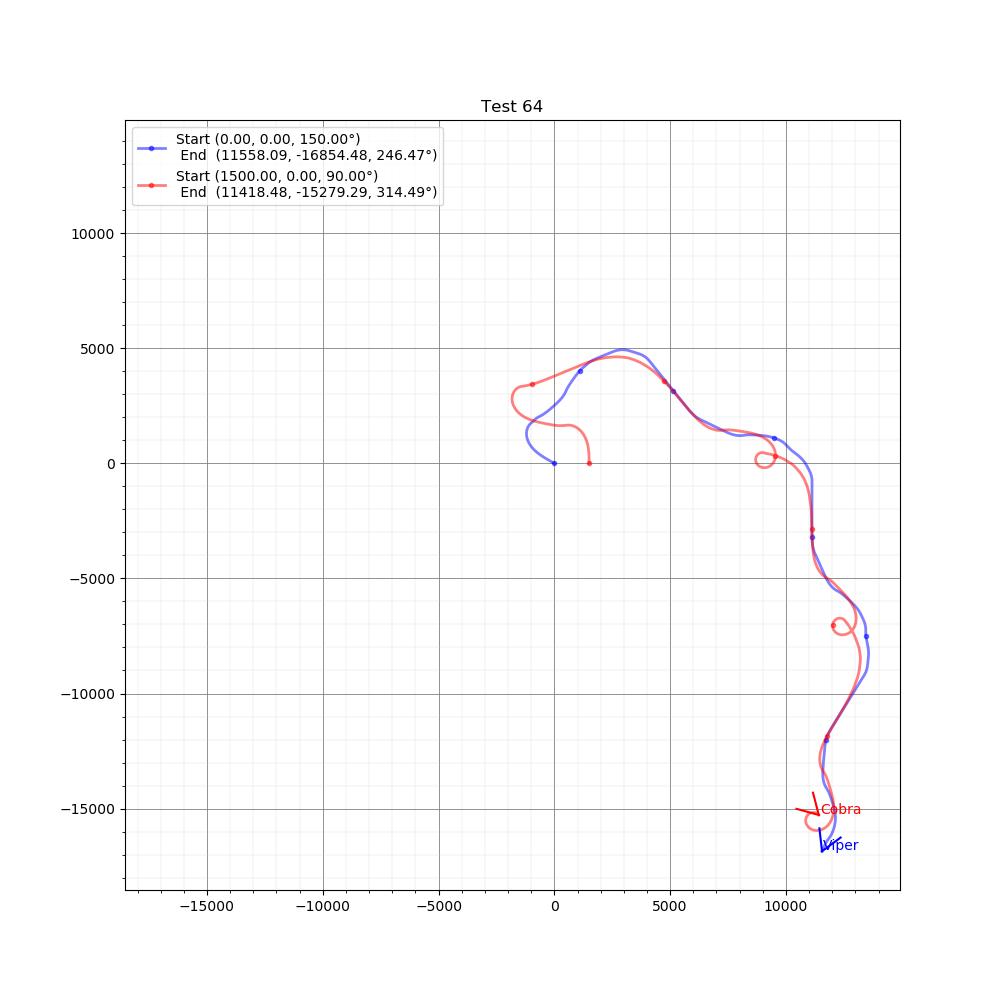 Test 64
Start (0.00, 0.00, 150.00°)
End (11558.09, -16854.48, 246.47°)
Start (1500.00, 0.00, 90.00°)
End (11418.48, -15279.29, 314.49°)
10000
5000
0
−5000
−10000
−15000
Cobra
Viper
−15000 −10000 −5000 0 5000 10000